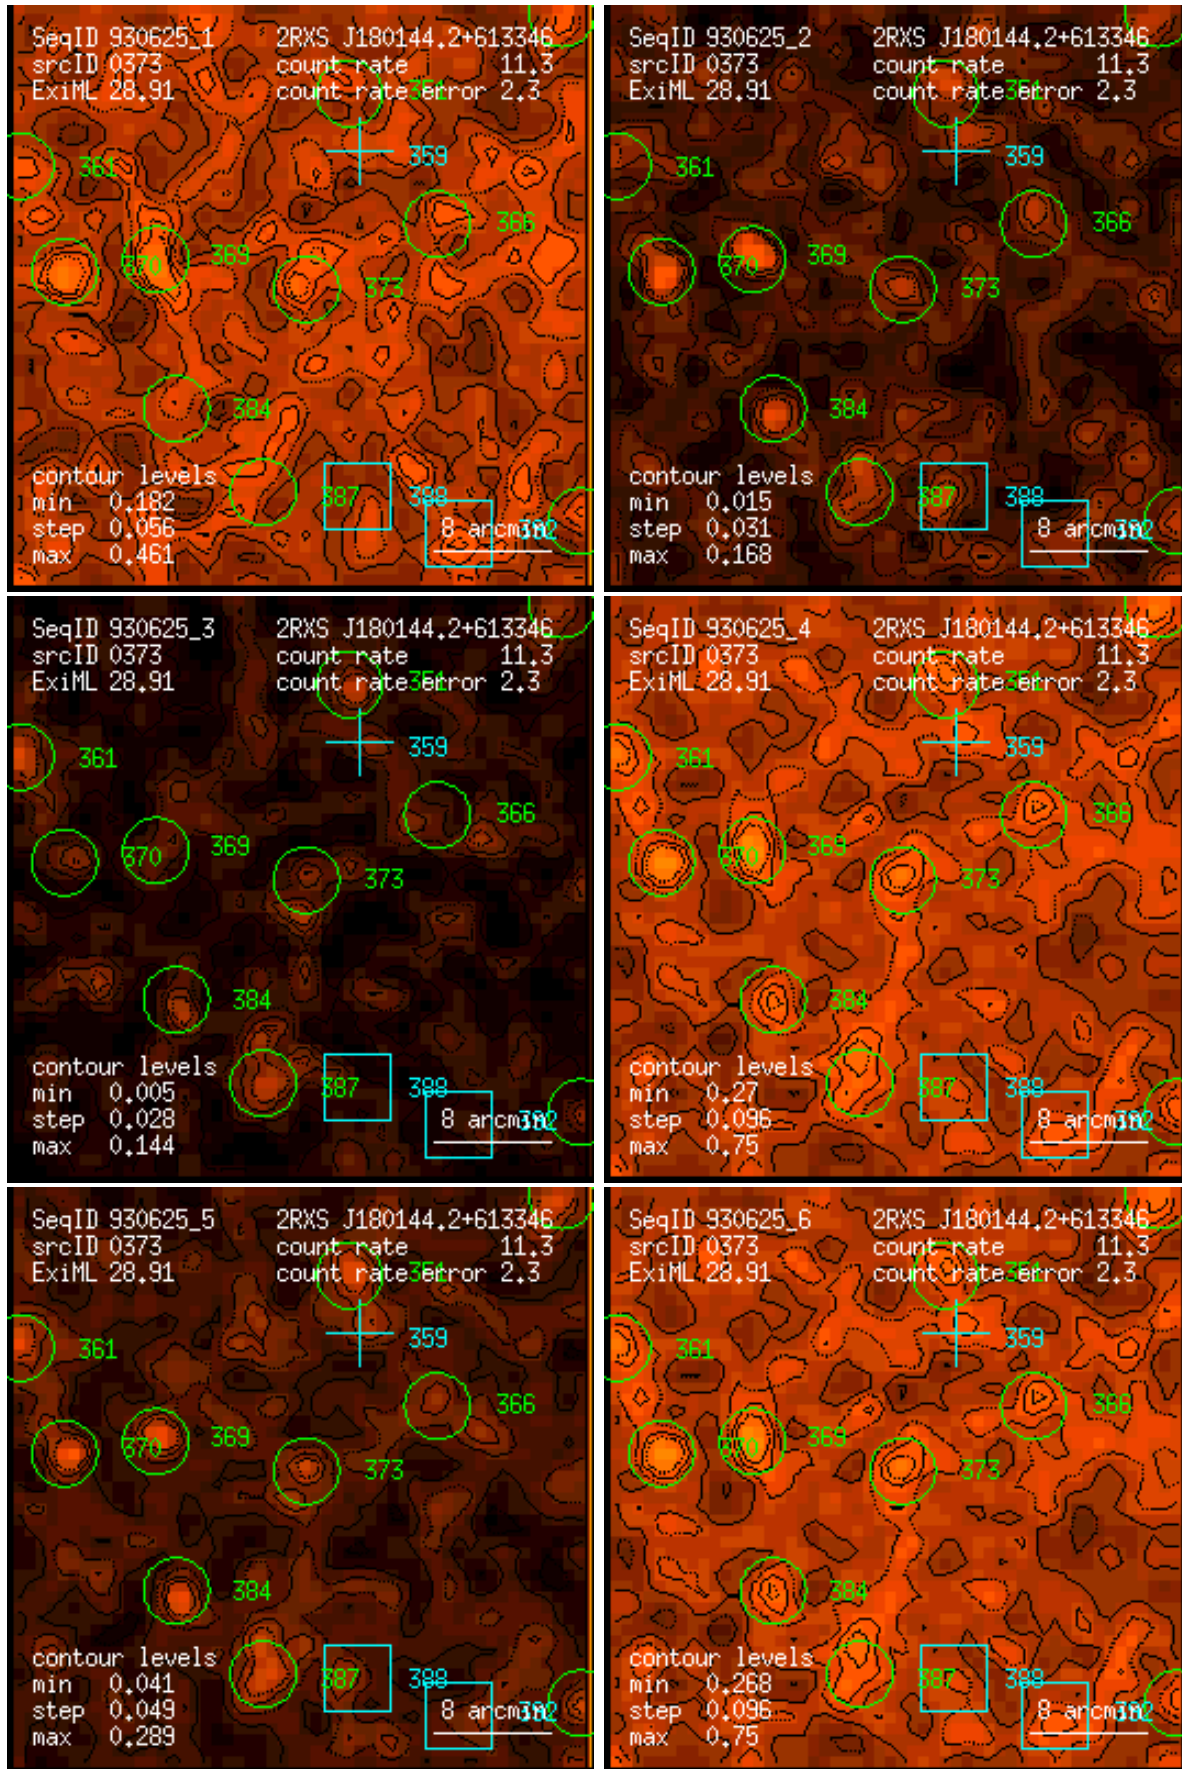 SeqID 930625_1 2RXS J180144.2+613346
srcID 0373 count rate 11.3
ExiML 28.91 count rate error 2.3
359
361
366
369
370
373
384
contour levels
387 388
min 0.182
step 0.056 8 arcmin
max 0.461
SeqID 930625_2 2RXS J180144.2+613346
srcID 0373 count rate 11.3
ExiML 28.91 count rate error 2.3
359
361
366
369
370
373
384
contour levels
387 388
min 0.015
step 0.031 8 arcmin
max 0.168
SeqID 930625_3 2RXS J180144.2+613346
srcID 0373 count rate 11.3
ExiML 28.91 count rate error 2.3
359
361
366
369
370
373
384
contour levels
387 388
min 0.005
step 0.028 8 arcmin
max 0.144
SeqID 930625_4 2RXS J180144.2+613346
srcID 0373 count rate 11.3
ExiML 28.91 count rate error 2.3
359
361
366
369
370
373
384
contour levels
387 388
min 0.27
step 0.096 8 arcmin
max 0.75
SeqID 930625_5 2RXS J180144.2+613346
srcID 0373 count rate 11.3
ExiML 28.91 count rate error 2.3
359
361
366
369
370
373
384
contour levels
387 388
min 0.041
step 0.049 8 arcmin
max 0.289
SeqID 930625_6 2RXS J180144.2+613346
srcID 0373 count rate 11.3
ExiML 28.91 count rate error 2.3
359
361
366
369
370
373
384
contour levels
387 388
min 0.268
step 0.096 8 arcmin
max 0.75